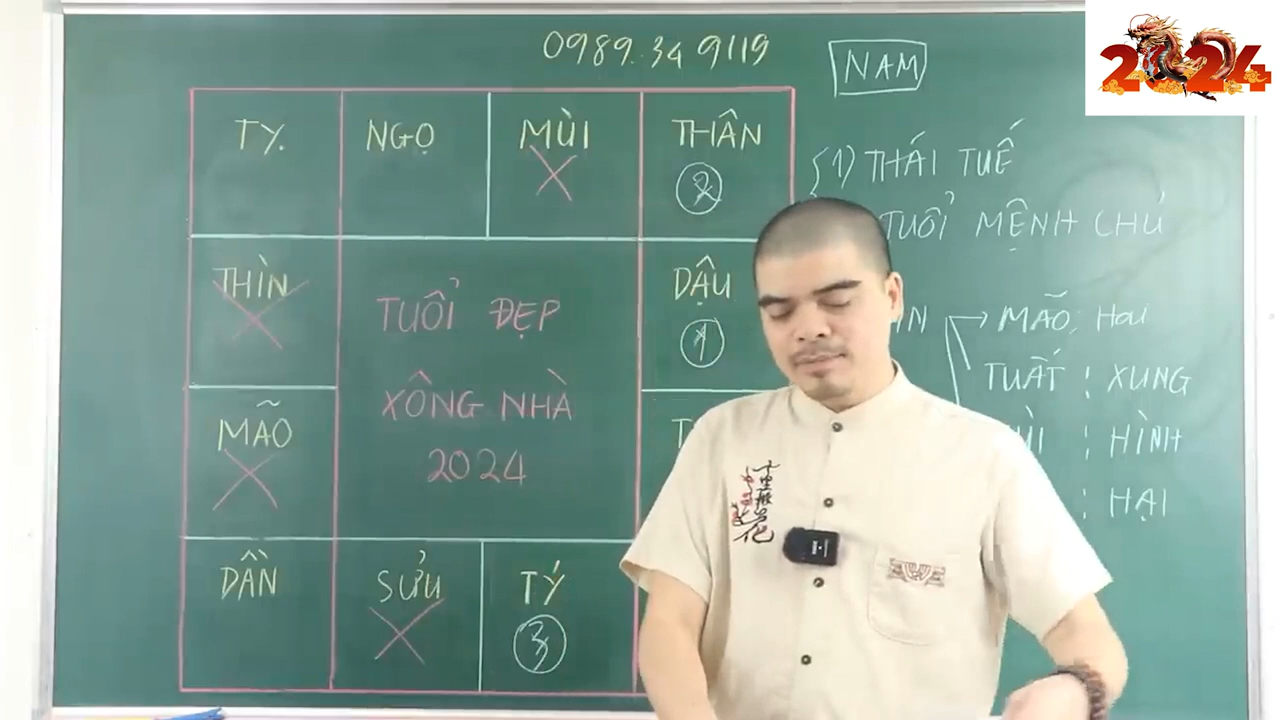 2024
0989.34 9119
NAM
TỴ. NGỌ MÙI THÂN
2
{1) THÁI TUẾ
TUỔI MỆNH CHỦ
THÌN DẬU
1
TUỔI ĐẸP
XÔNG NHÀ
2024
MÃO
→ MÃO;
TUẤT : XUNG
: HÌNH
: HẠI
DẦN SỬU TÝ
3